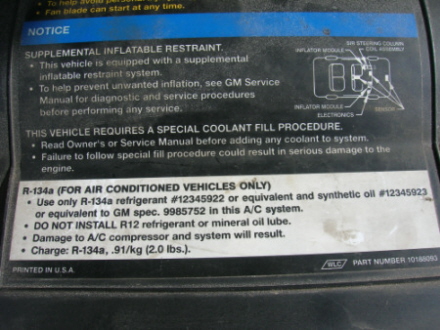 • To help avoid perso
• Fan blade can start at any time.
NOTICE
SUPPLEMENTAL INFLATABLE RESTRAINT.
• This vehicle is equipped with a supplemental
inflatable restraint system.
• To help prevent unwanted inflation, see GM Service
Manual for diagnostic and service procedures
before performing any service.
SIR STEERING COLUMN
COIL ASSEMBLY
INFLATOR MODULE
INFLATOR MODULE
SENSOR
ELECTRONICS
THIS VEHICLE REQUIRES A SPECIAL COOLANT FILL PROCEDURE.
• Read Owner's or Service Manual before adding any coolant to system.
• Failure to follow special fill procedure could result in serious damage to the
engine.
R-134a (FOR AIR CONDITIONED VEHICLES ONLY)
• Use only R-134a refrigerant #12345922 or equivalent and synthetic oil #12345923
or equivalent to GM spec. 9985752 in this A/C system.
• DO NOT INSTALL R12 refrigerant or mineral oil lube.
• Damage to A/C compressor and system will result.
• Charge: R-134a, .91/kg (2.0 lbs.).
PRINTED IN U.S.A.
PART NUMBER 10188093